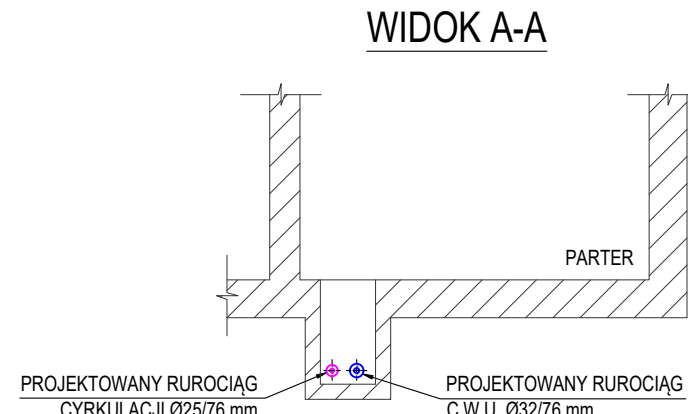 WIDOK A-A
PARTER
PROJEKTOWANY RUROCIĄG
CYRKULACJI Ø25/76 mm
PROJEKTOWANY RUROCIĄG
C.W.U. Ø32/76 mm